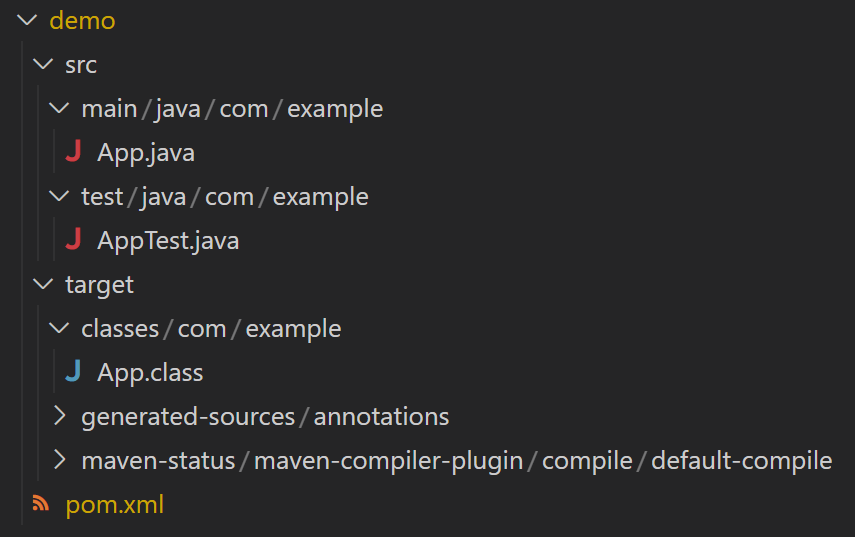 demo
src
main/java/com/example
App.java
test/java/com/example
AppTest.java
target
classes/com/example
App.class
generated-sources/annotations
maven-status/maven-compiler-plugin/compile/default-compile
pom.xml